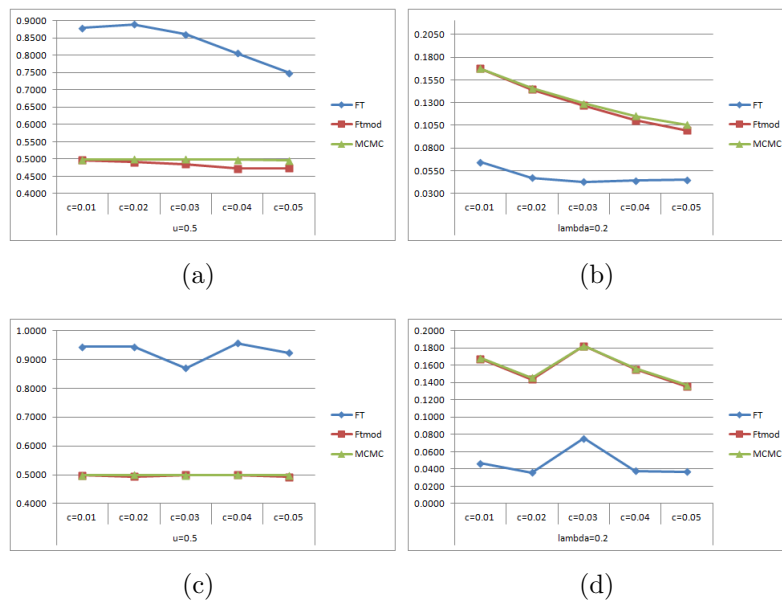 0.9000
0.8500
0.8000
0.7500
0.7000
0.6500
0.6000
0.5500
0.5000
0.4500
0.4000
c=0.01 c=0.02 c=0.03 c=0.04 c=0.05
u=0.5
FT
Ftmod
MCMC
(a)
0.2050
0.1800
0.1550
0.1300
0.1050
0.0800
0.0550
0.0300
c=0.01 c=0.02 c=0.03 c=0.04 c=0.05
lambda=0.2
FT
Ftmod
MCMC
(b)
1.0000
0.9000
0.8000
0.7000
0.6000
0.5000
0.4000
c=0.01 c=0.02 c=0.03 c=0.04 c=0.05
u=0.5
FT
Ftmod
MCMC
(c)
0.2000
0.1800
0.1600
0.1400
0.1200
0.1000
0.0800
0.0600
0.0400
0.0200
0.0000
c=0.01 c=0.02 c=0.03 c=0.04 c=0.05
lambda=0.2
FT
Ftmod
MCMC
(d)